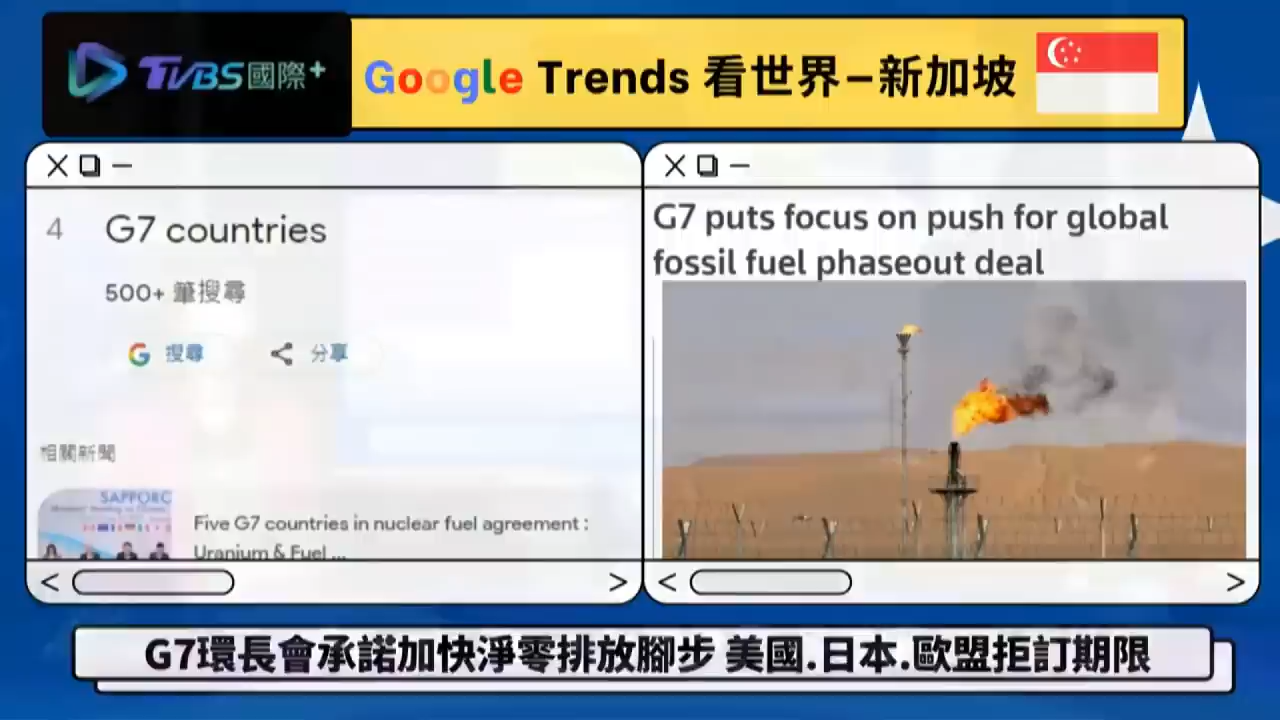 TVBS國際+
Google Trends 看世界–新加坡
4 G7 countries
500+ 筆搜尋
搜尋 分享
相關新聞
SAPPORO
Five G7 countries in nuclear fuel agreement :
Uranium & Fuel ...
G7 puts focus on push for global
fossil fuel phaseout deal
G7環長會承諾加快淨零排放腳步 美國.日本.歐盟拒訂期限